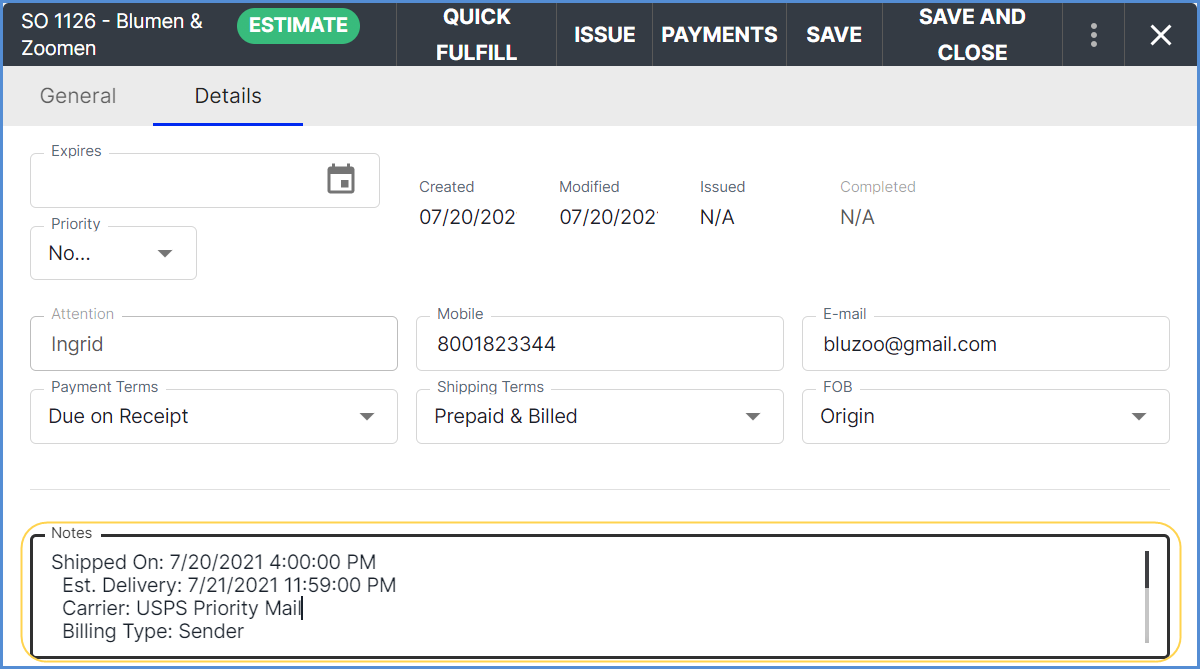 SO 1126 - Blumen &
Zoomen
ESTIMATE
QUICK
FULFILL
ISSUE
PAYMENTS
SAVE
SAVE AND
CLOSE
General
Details
Expires
Created
Modified
Issued
Completed
07/20/202
07/20/202
N/A
N/A
Priority
No...
Attention
Ingrid
Mobile
8001823344
E-mail
bluzoo@gmail.com
Payment Terms
Due on Receipt
Shipping Terms
Prepaid & Billed
FOB
Origin
Notes
Shipped On: 7/20/2021 4:00:00 PM
Est. Delivery: 7/21/2021 11:59:00 PM
Carrier: USPS Priority Mail
Billing Type: Sender